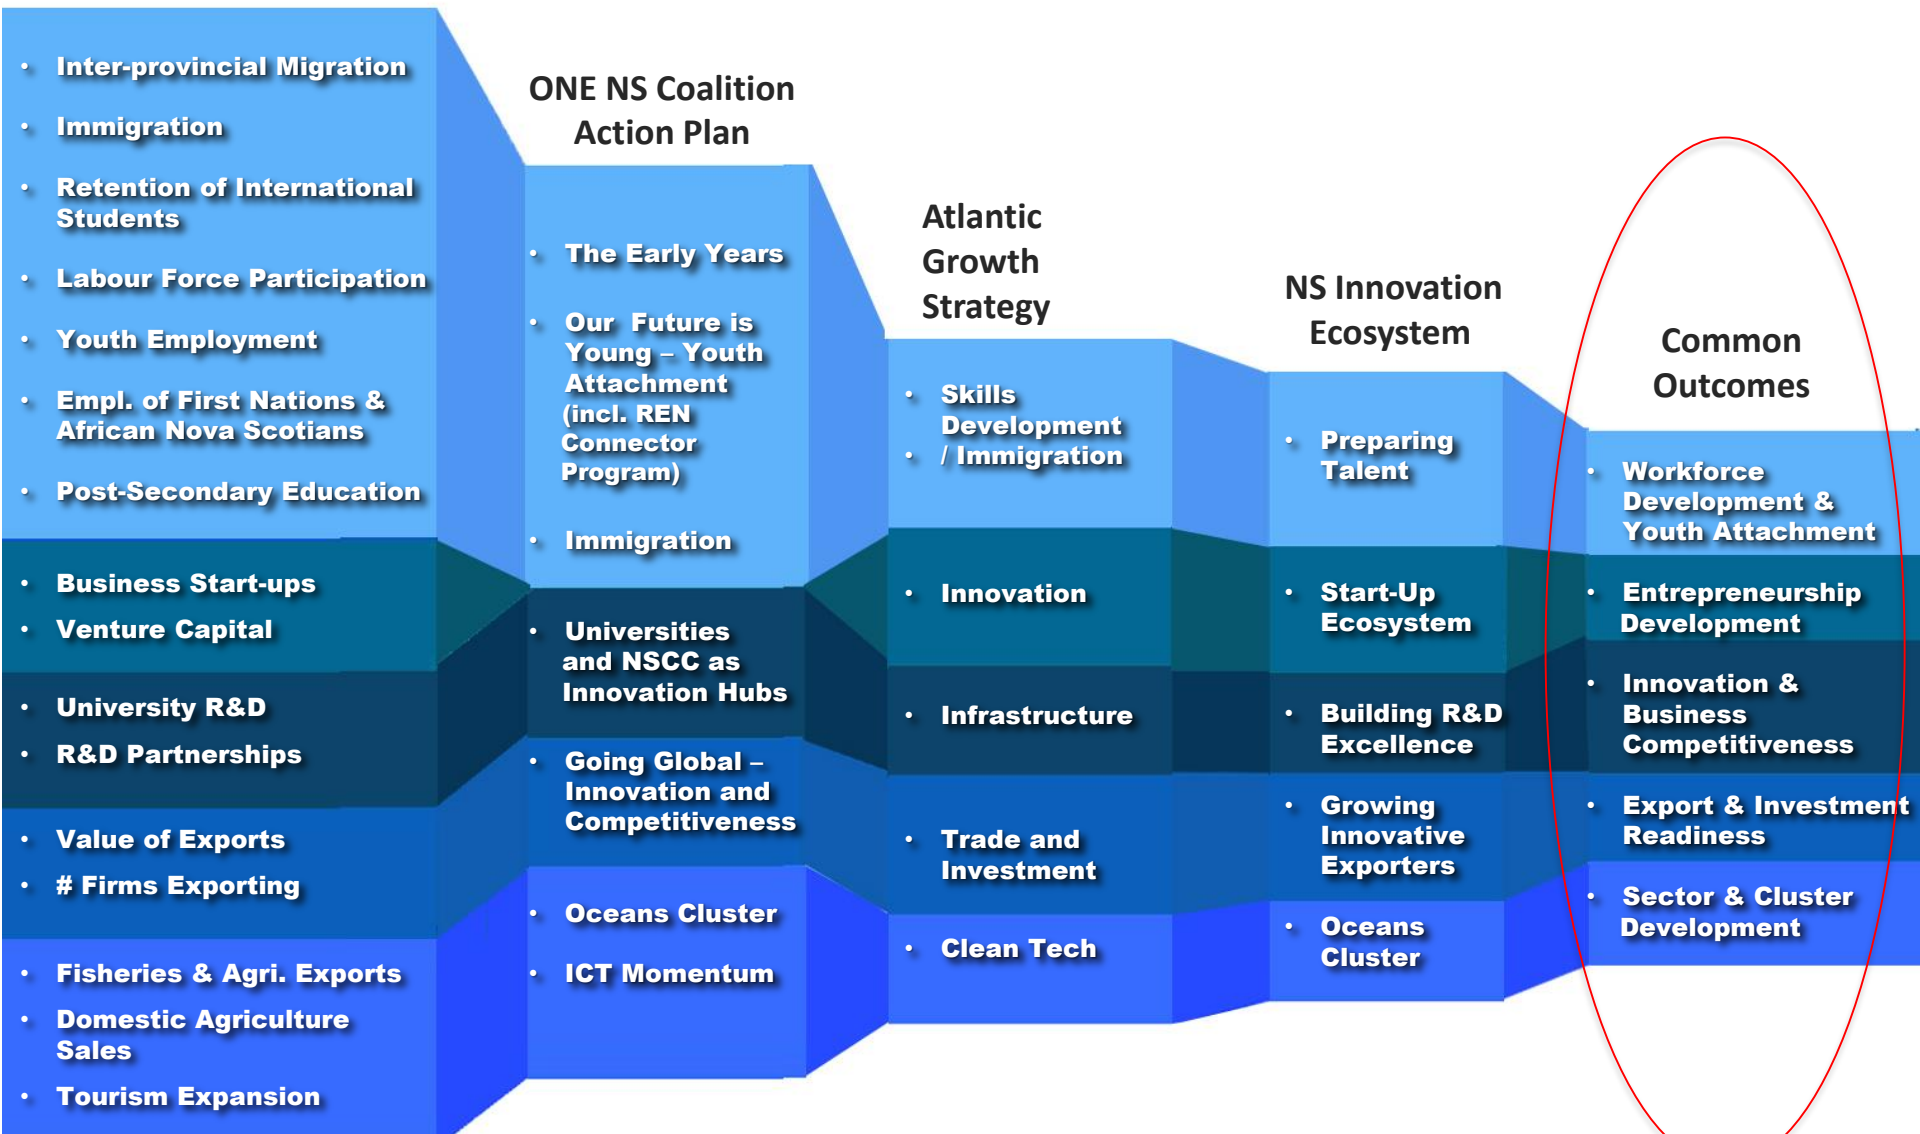 • Inter-provincial Migration
• Immigration
• Retention of International
Students
• Labour Force Participation
• Youth Employment
• Empl. of First Nations &
African Nova Scotians
• Post-Secondary Education
• Business Start-ups
• Venture Capital
• University R&D
• R&D Partnerships
• Value of Exports
• # Firms Exporting
• Fisheries & Agri. Exports
• Domestic Agriculture
Sales
• Tourism Expansion
ONE NS Coalition
Action Plan
• The Early Years
• Our Future is
Young – Youth
Attachment
(incl. REN
Connector
Program)
• Immigration
• Universities
and NSCC as
Innovation Hubs
• Going Global –
Innovation and
Competitiveness
• Oceans Cluster
• ICT Momentum
Atlantic
Growth
Strategy
• Skills
Development
• / Immigration
• Innovation
• Infrastructure
• Trade and
Investment
• Clean Tech
NS Innovation
Ecosystem
• Preparing
Talent
• Start-Up
Ecosystem
• Building R&D
Excellence
• Growing
Innovative
Exporters
• Oceans
Cluster
Common
Outcomes
• Workforce
Development &
Youth Attachment
• Entrepreneurship
Development
• Innovation &
Business
Competitiveness
• Export & Investment
Readiness
• Sector & Cluster
Development